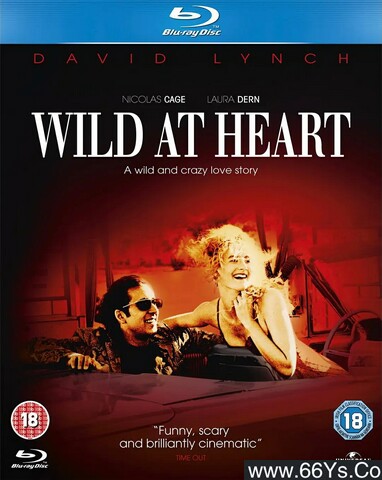 Blu-ray Disc
DAVID LYNCH
NICOLAS CAGE LAURA DERN
WILD AT HEART
A wild and crazy love story
18
18
"Funny, scary
and brilliantly cinematic"
TIME OUT
Blu-ray Disc
UNIVERSAL
www.66Ys.Co